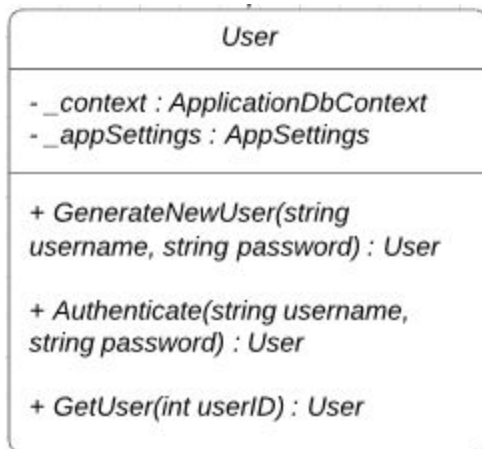 User
- _context : ApplicationDbContext
- _appSettings : AppSettings
+ GenerateNewUser(string
username, string password) : User
+ Authenticate(string username,
string password) : User
+ GetUser(int userID) : User